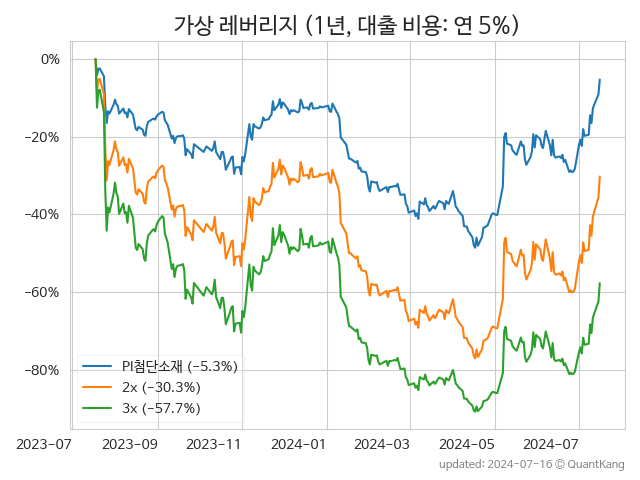 가상 레버리지 (1년, 대출 비용: 연 5%)
0%
−20%
−40%
−60%
−80%
PI첨단소재 (−5.3%)
2x (−30.3%)
3x (−57.7%)
2023-07 2023-09 2023-11 2024-01 2024-03 2024-05 2024-07
updated: 2024-07-16 © QuantKang